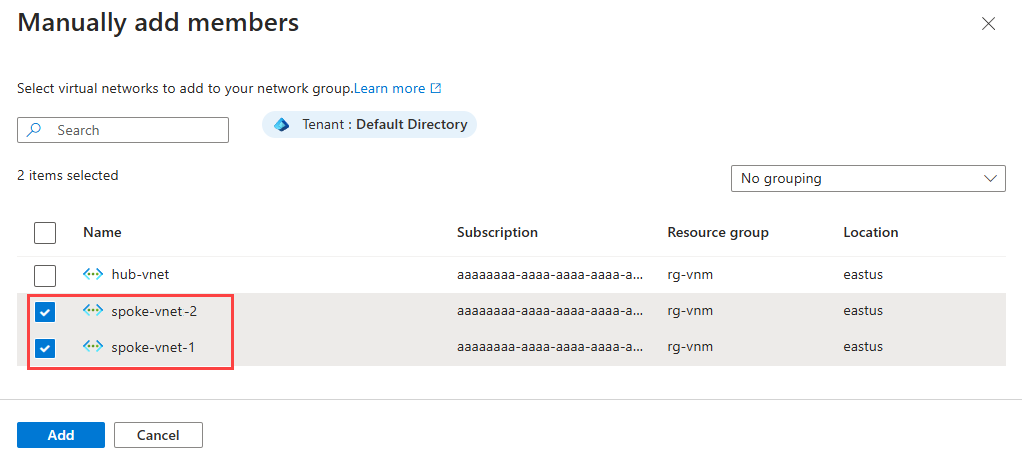 Manually add members
Select virtual networks to add to your network group.Learn more
Search
Tenant : Default Directory
2 items selected
No grouping
Name Subscription Resource group Location
hub-vnet aaaaaaaa-aaaa-aaaa-aaaa-a... rg-vnm eastus
spoke-vnet-2 aaaaaaaa-aaaa-aaaa-aaaa-a... rg-vnm eastus
spoke-vnet-1 aaaaaaaa-aaaa-aaaa-aaaa-a... rg-vnm eastus
Add Cancel